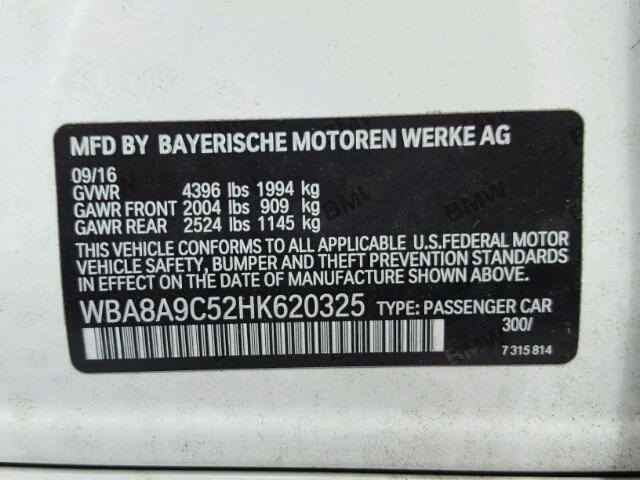 MFD BY BAYERISCHE MOTOREN WERKE AG
09/16
GVWR 4396 lbs 1994 kg
GAWR FRONT 2004 lbs 909 kg
GAWR REAR 2524 lbs 1145 kg
THIS VEHICLE CONFORMS TO ALL APPLICABLE U.S.FEDERAL MOTOR
VEHICLE SAFETY, BUMPER AND THEFT PREVENTION STANDARDS
IN EFFECT ON THE DATE OF MANUFACTURE SHOWN ABOVE.
WBA8A9C52HK620325 TYPE: PASSENGER CAR
300/
7 315 814